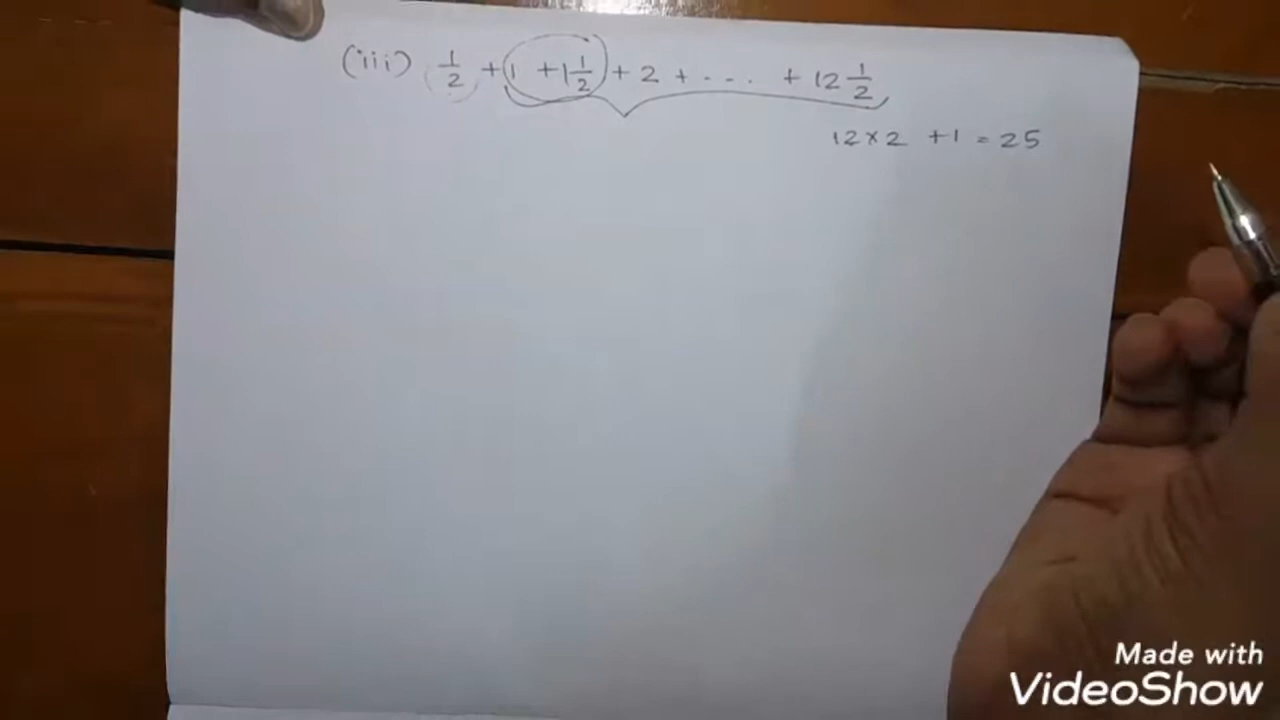 (iii) 1/2 + 1 + 1 1/2 + 2 + ... + 12 1/2
12 × 2 + 1 = 25
Made with
VideoShow